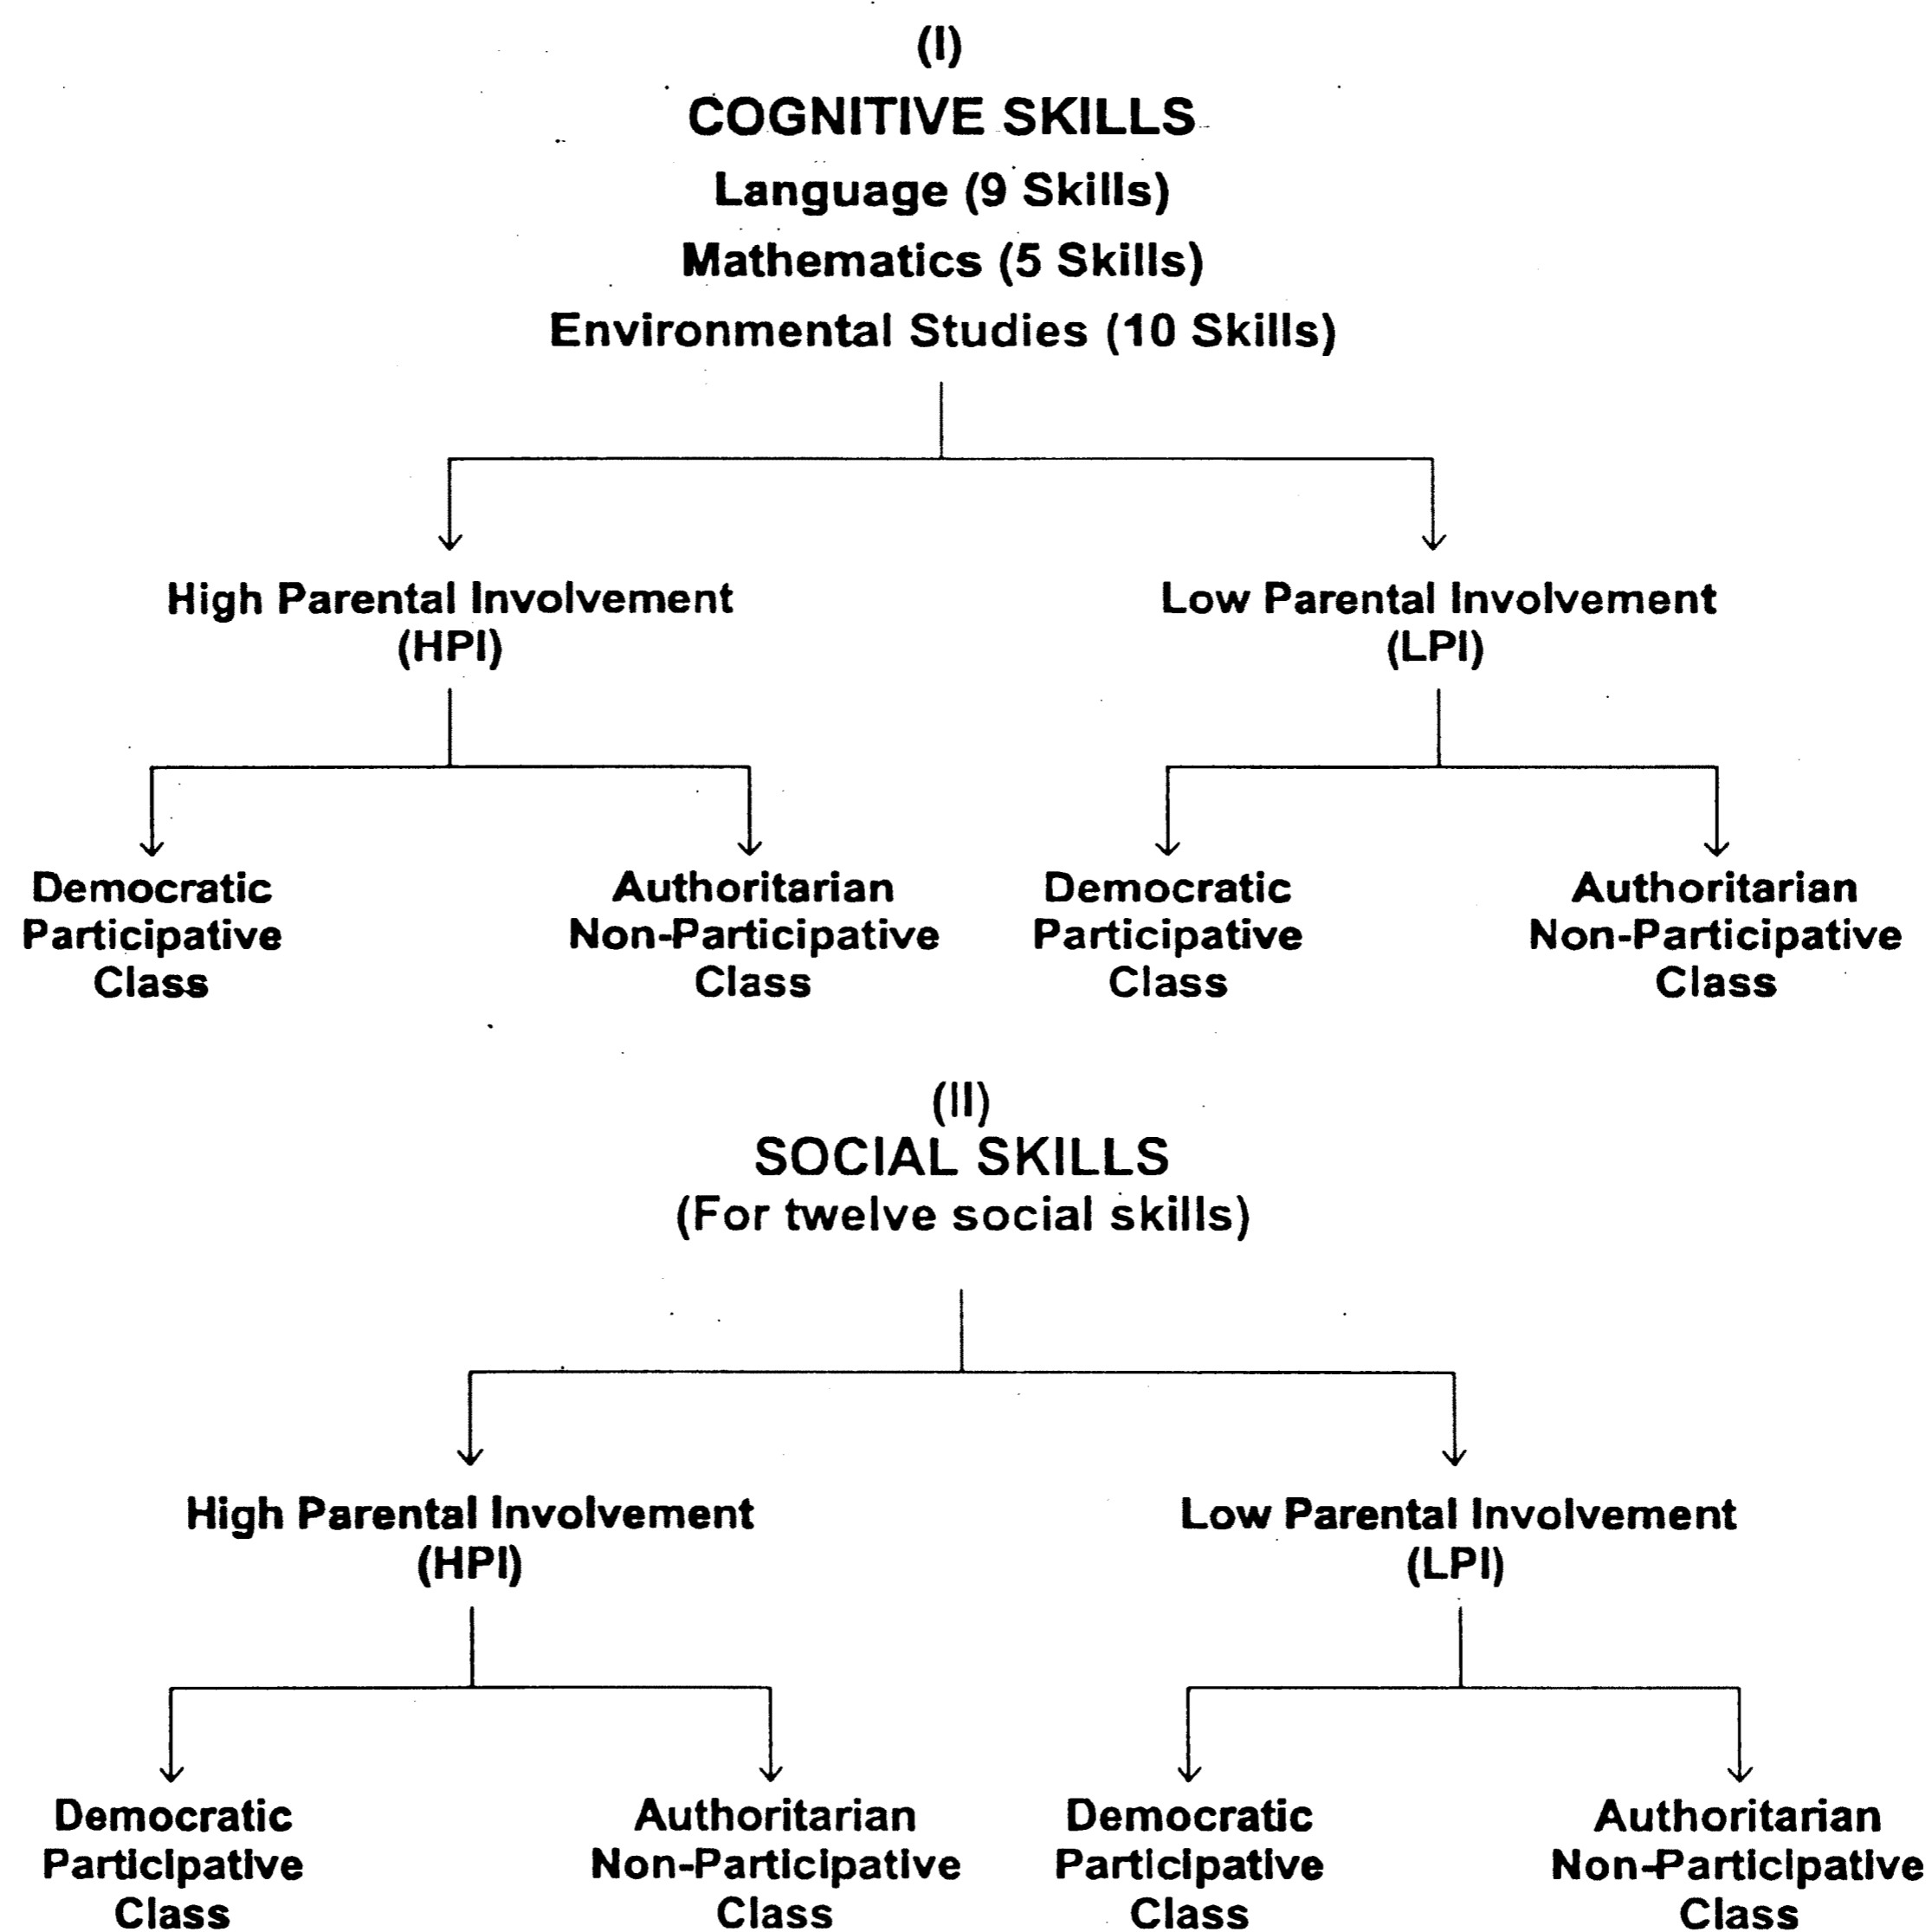 (I)
COGNITIVE SKILLS
Language (9 Skills)
Mathematics (5 Skills)
Environmental Studies (10 Skills)
High Parental Involvement
(HPI)
Low Parental Involvement
(LPI)
Democratic
Participative
Class
Authoritarian
Non-Participative
Class
Democratic
Participative
Class
Authoritarian
Non-Participative
Class
(II)
SOCIAL SKILLS
(For twelve social skills)
High Parental Involvement
(HPI)
Low Parental Involvement
(LPI)
Democratic
Participative
Class
Authoritarian
Non-Participative
Class
Democratic
Participative
Class
Authoritarian
Non-Participative
Class